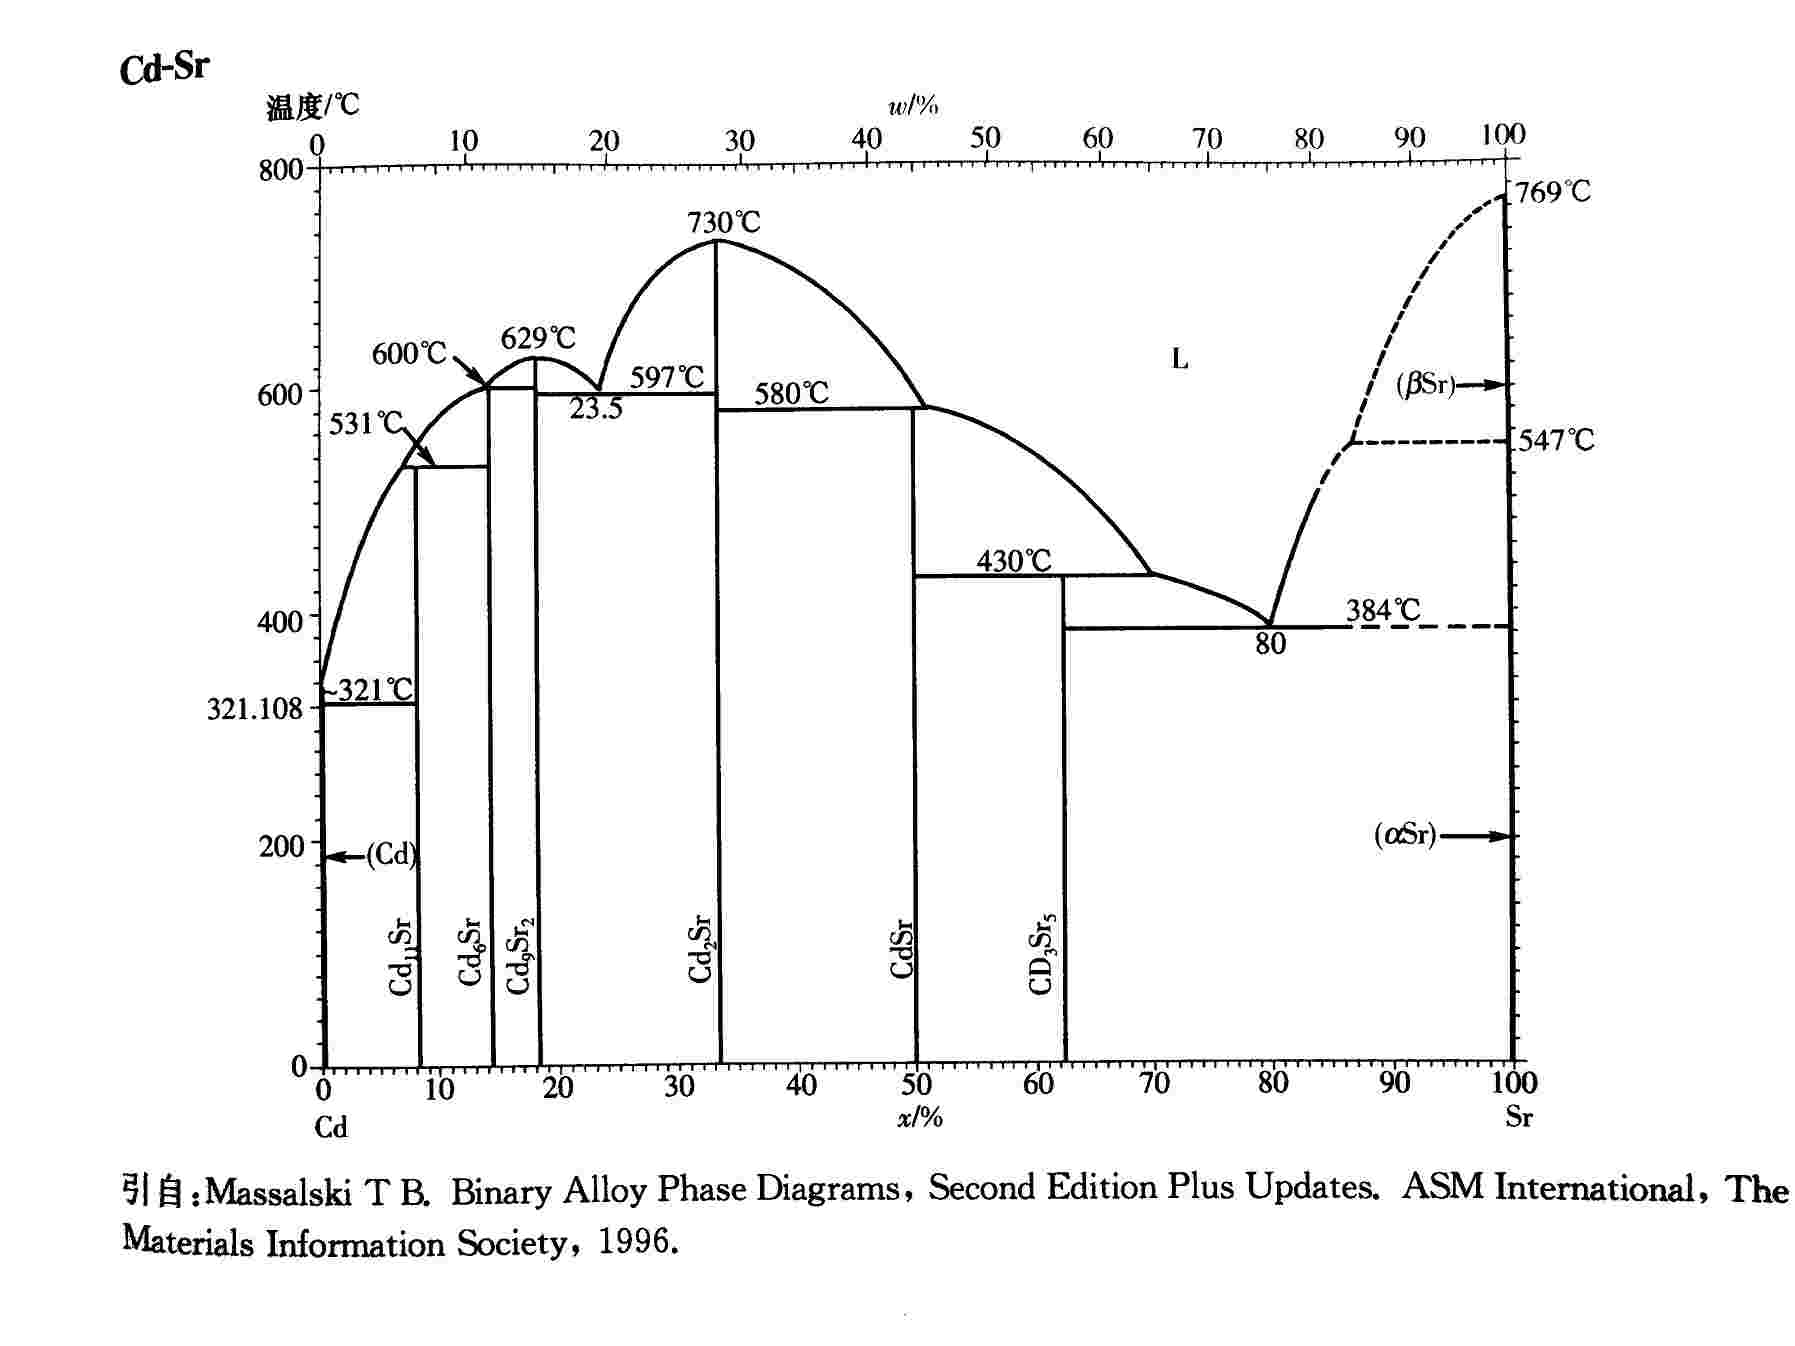 Cd-Sr
温度/℃
w/%
0 10 20 30 40 50 60 70 80 90 100
800
769℃
730℃
629℃
600℃
L
600
597℃
580℃
(βSr)
23.5
531℃
547℃
430℃
400
384℃
80
~321℃
321.108
200
(Cd)
(αSr)
Cd₁₁Sr
Cd₆Sr
Cd₉Sr₂
Cd₂Sr
CdSr
CD₃Sr₅
0
0 10 20 30 40 50 60 70 80 90 100
Cd
x/%
Sr
引自:Massalski T B. Binary Alloy Phase Diagrams, Second Edition Plus Updates. ASM International, The
Materials Information Society, 1996.